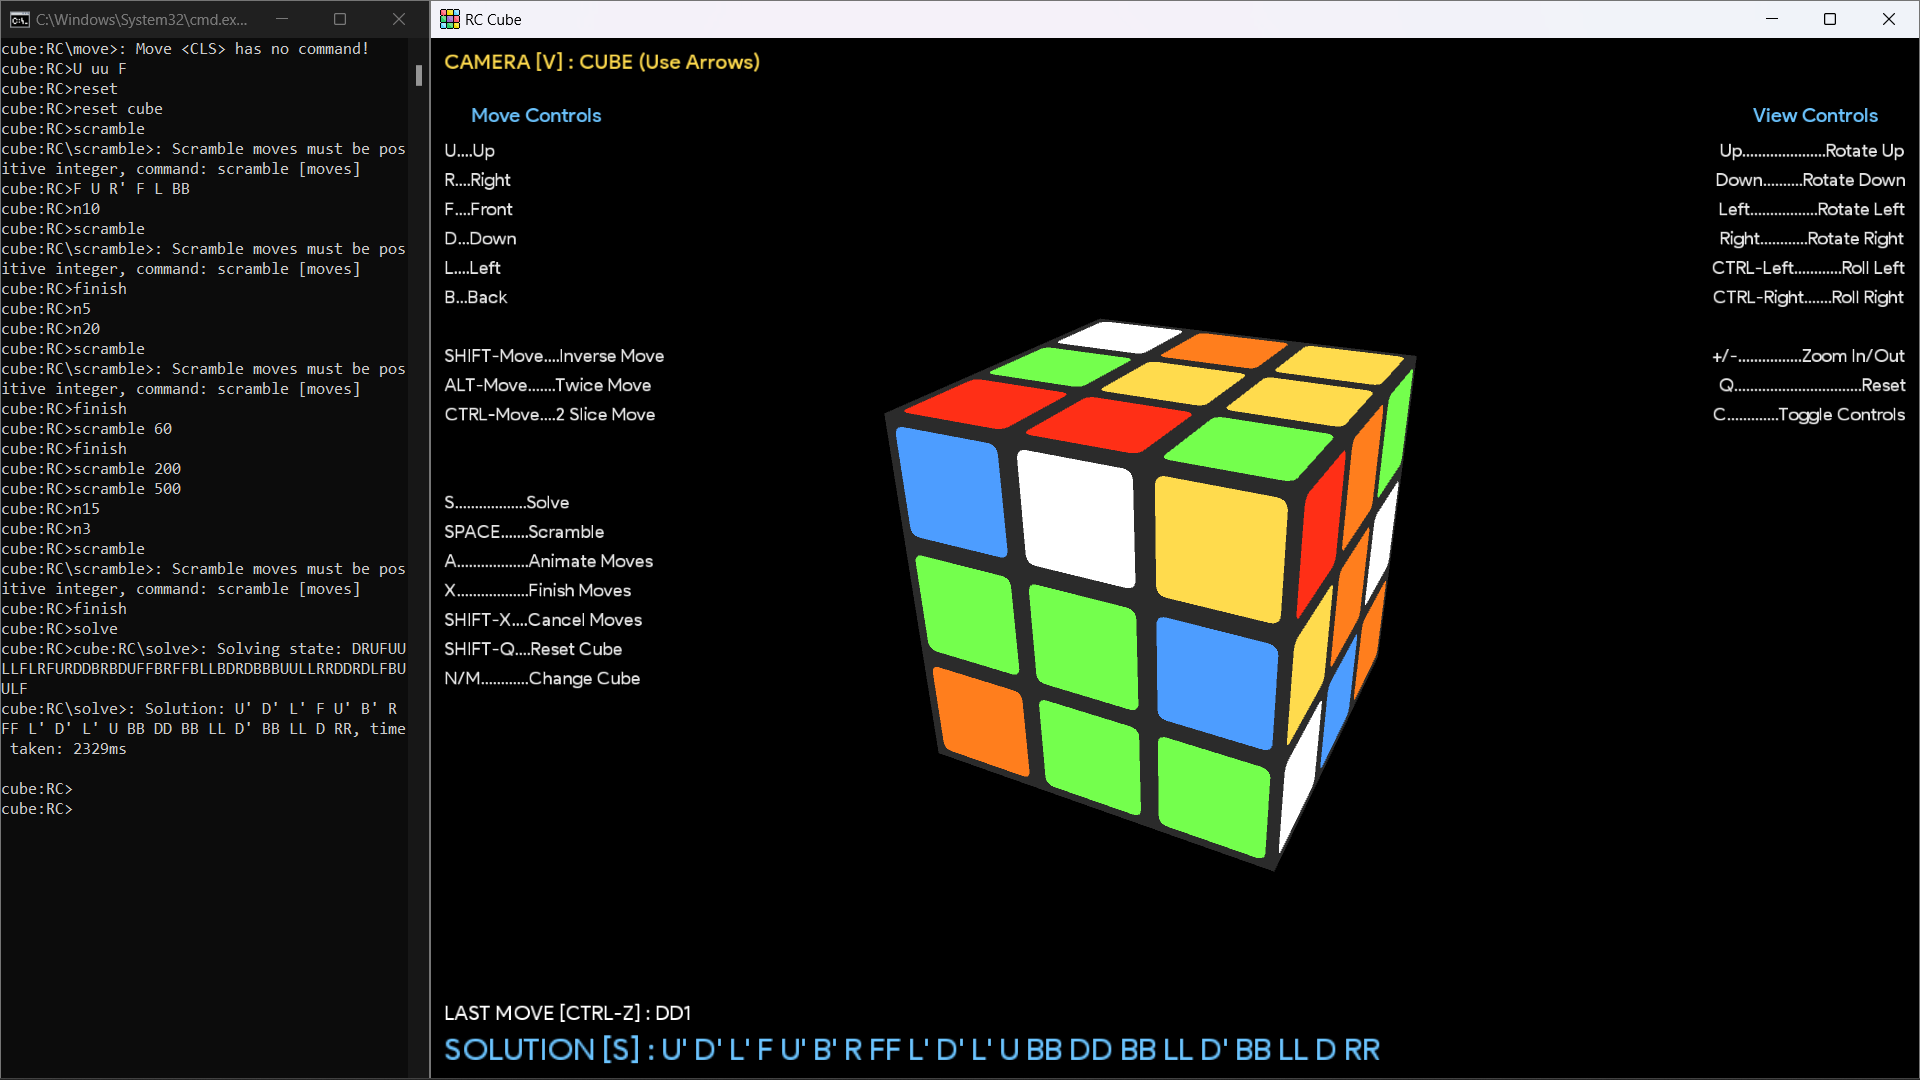 C:\Windows\System32\cmd.ex...
cube:RC\move>: Move <CLS> has no command!
cube:RC>U uu F
cube:RC>reset
cube:RC>reset cube
cube:RC>scramble
cube:RC\scramble>: Scramble moves must be pos
itive integer, command: scramble [moves]
cube:RC>F U R' F L BB
cube:RC>n10
cube:RC>scramble
cube:RC\scramble>: Scramble moves must be pos
itive integer, command: scramble [moves]
cube:RC>finish
cube:RC>n5
cube:RC>n20
cube:RC>scramble
cube:RC\scramble>: Scramble moves must be pos
itive integer, command: scramble [moves]
cube:RC>finish
cube:RC>scramble 60
cube:RC>finish
cube:RC>scramble 200
cube:RC>scramble 500
cube:RC>n15
cube:RC>n3
cube:RC>scramble
cube:RC\scramble>: Scramble moves must be pos
itive integer, command: scramble [moves]
cube:RC>finish
cube:RC>solve
cube:RC>cube:RC\solve>: Solving state: DRUFUU
LLFLRFURDDBRBDUFFBRFFBLLBDRDBBBUULLRRDDRDLFBU
ULF
cube:RC\solve>: Solution: U' D' L' F U' B' R
FF L' D' L' U BB DD BB LL D' BB LL D RR, time
 taken: 2329ms
cube:RC>
cube:RC>
RC Cube
CAMERA [V] : CUBE (Use Arrows)
Move Controls
U....Up
R....Right
F....Front
D...Down
L....Left
B...Back
SHIFT-Move....Inverse Move
ALT-Move.......Twice Move
CTRL-Move....2 Slice Move
S..................Solve
SPACE.......Scramble
A..................Animate Moves
X..................Finish Moves
SHIFT-X....Cancel Moves
SHIFT-Q....Reset Cube
N/M............Change Cube
View Controls
Up.....................Rotate Up
Down..........Rotate Down
Left.................Rotate Left
Right............Rotate Right
CTRL-Left............Roll Left
CTRL-Right.......Roll Right
+/-................Zoom In/Out
Q................................Reset
C.............Toggle Controls
LAST MOVE [CTRL-Z] : DD1
SOLUTION [S] : U' D' L' F U' B' R FF L' D' L' U BB DD BB LL D' BB LL D RR